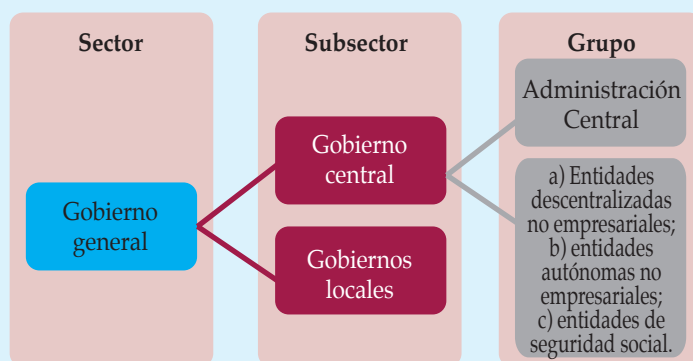 Sector
Subsector
Grupo
Gobierno
general
Gobierno
central
Gobiernos
locales
Administración
Central
a) Entidades
descentralizadas
no empresariales;
b) entidades
autónomas no
empresariales;
c) entidades de
seguridad social.